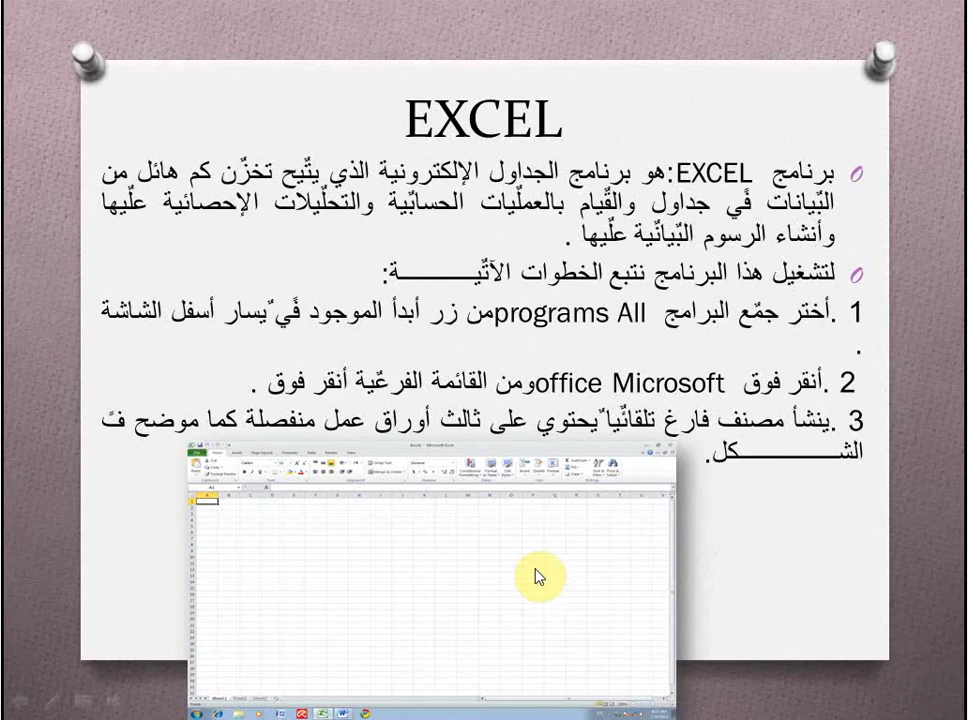 EXCEL
برنامج EXCEL:هو برنامج الجداول الإلكترونية الذي يتٌيح تخزٌن كم هائل من
البٌيانات فًي جداول والقٌيام بالعملٌيات الحسابٌية والتحلٌيلات الإحصائية علٌيها
وأنشاء الرسوم البٌيانٌية علٌيها .
لتشغيل هذا البرنامج نتبع الخطوات الآتٌيـــــــــــة:
1 .أختر جمٌع البرامج programs All من زر أبدأ الموجود فًي ٌيسار أسفل الشاشة
.
2 .أنقر فوق office Microsoft ومن القائمة الفرعٌية أنقر فوق .
3 .ينشأ مصنف فارغ تلقائٌيا ٌيحتوي على ثالث أوراق عمل منفصلة كما موضح فً
الشـــــــــــــكل.